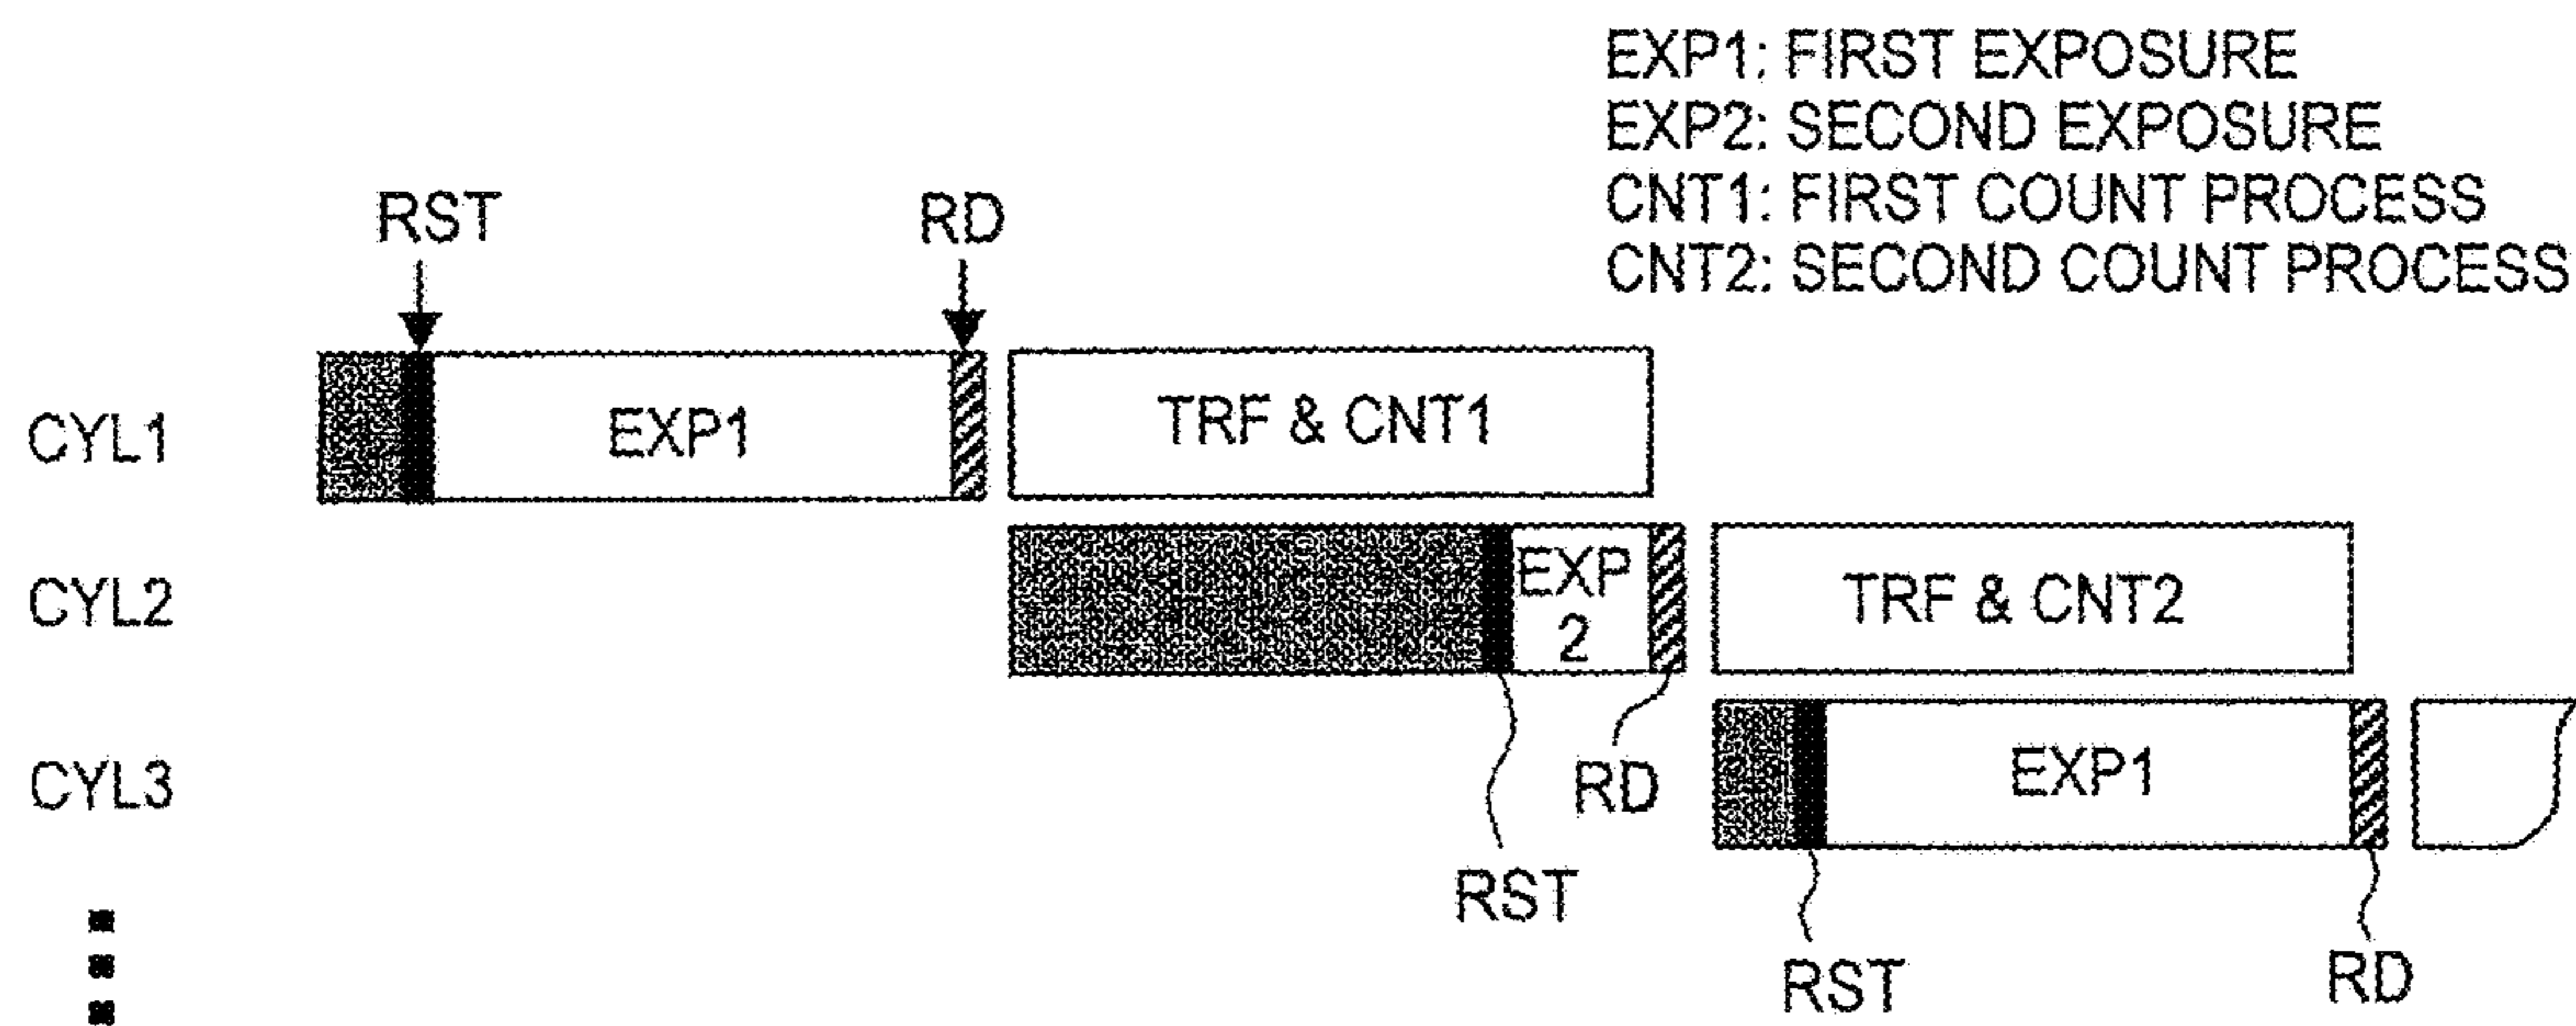 EXP1: FIRST EXPOSURE
EXP2: SECOND EXPOSURE
CNT1: FIRST COUNT PROCESS
CNT2: SECOND COUNT PROCESS
RST RD
CYL1 EXP1 TRF & CNT1
CYL2 EXP
2 TRF & CNT2
RD
CYL3 EXP1
RST
RST RD